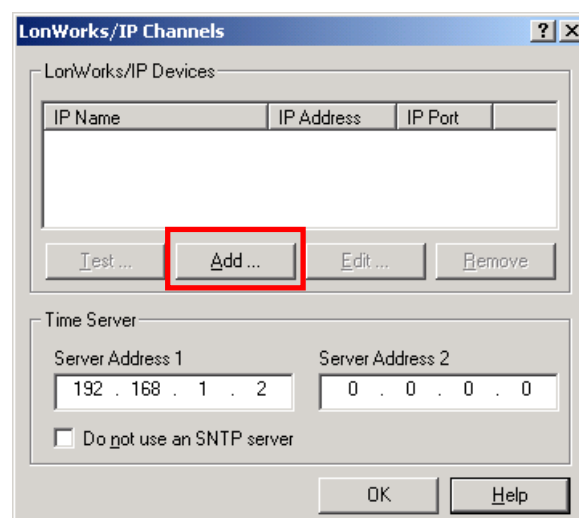 LonWorks/IP Channels
LonWorks/IP Devices
IP Name IP Address IP Port
Test ... Add ... Edit ... Remove
Time Server
Server Address 1 Server Address 2
192 . 168 . 1 . 2 0 . 0 . 0 . 0
Do not use an SNTP server
OK Help